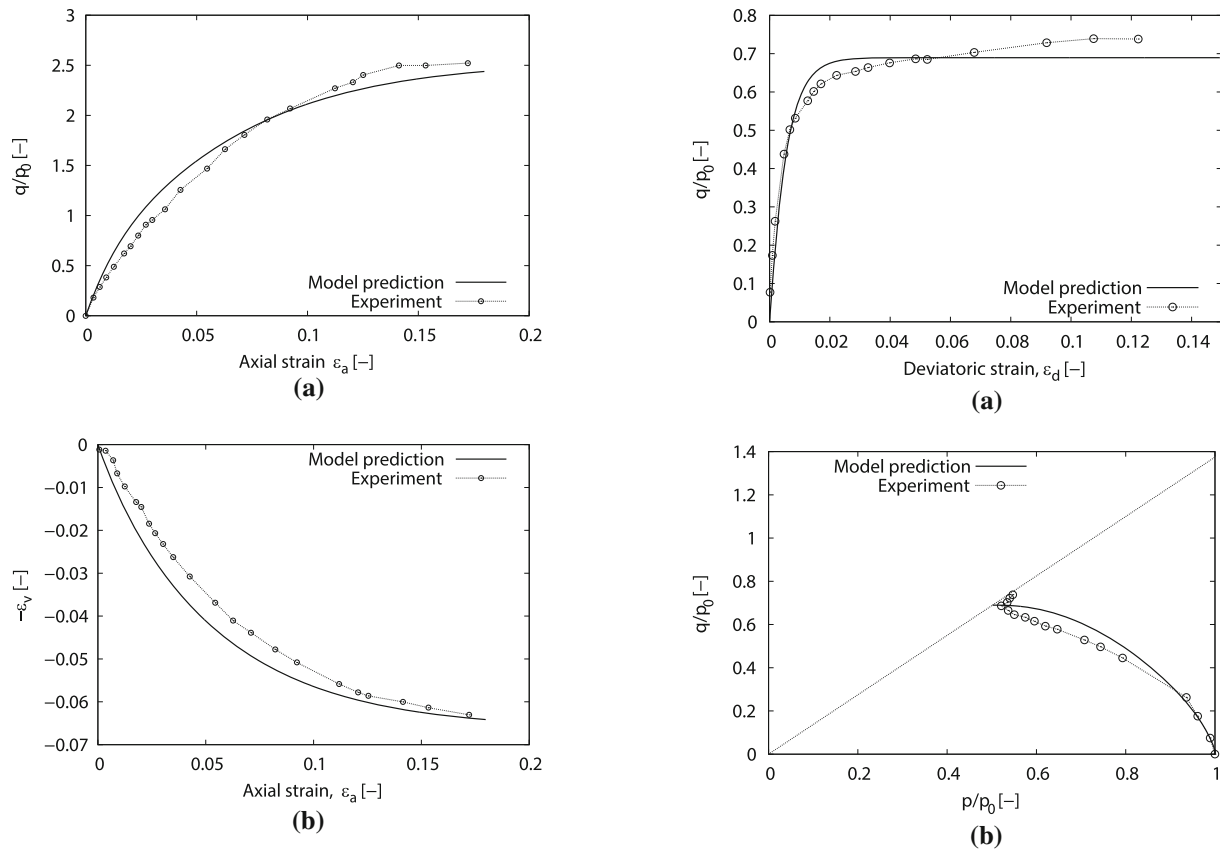 3
2.5
2
1.5
1
0.5
0
q/p0 [–]
Model prediction
Experiment
0 0.05 0.1 0.15 0.2
Axial strain εa [–]
(a)
0
−0.01
−0.02
−0.03
−0.04
−0.05
−0.06
−0.07
-εv [–]
Model prediction
Experiment
0 0.05 0.1 0.15 0.2
Axial strain, εa [–]
(b)
0.8
0.7
0.6
0.5
0.4
0.3
0.2
0.1
0
q/p0 [–]
Model prediction
Experiment
0 0.02 0.04 0.06 0.08 0.1 0.12 0.14
Deviatoric strain, εd [–]
(a)
1.4
1.2
1
0.8
0.6
0.4
0.2
0
q/p0 [–]
Model prediction
Experiment
0 0.2 0.4 0.6 0.8 1
p/p0 [–]
(b)